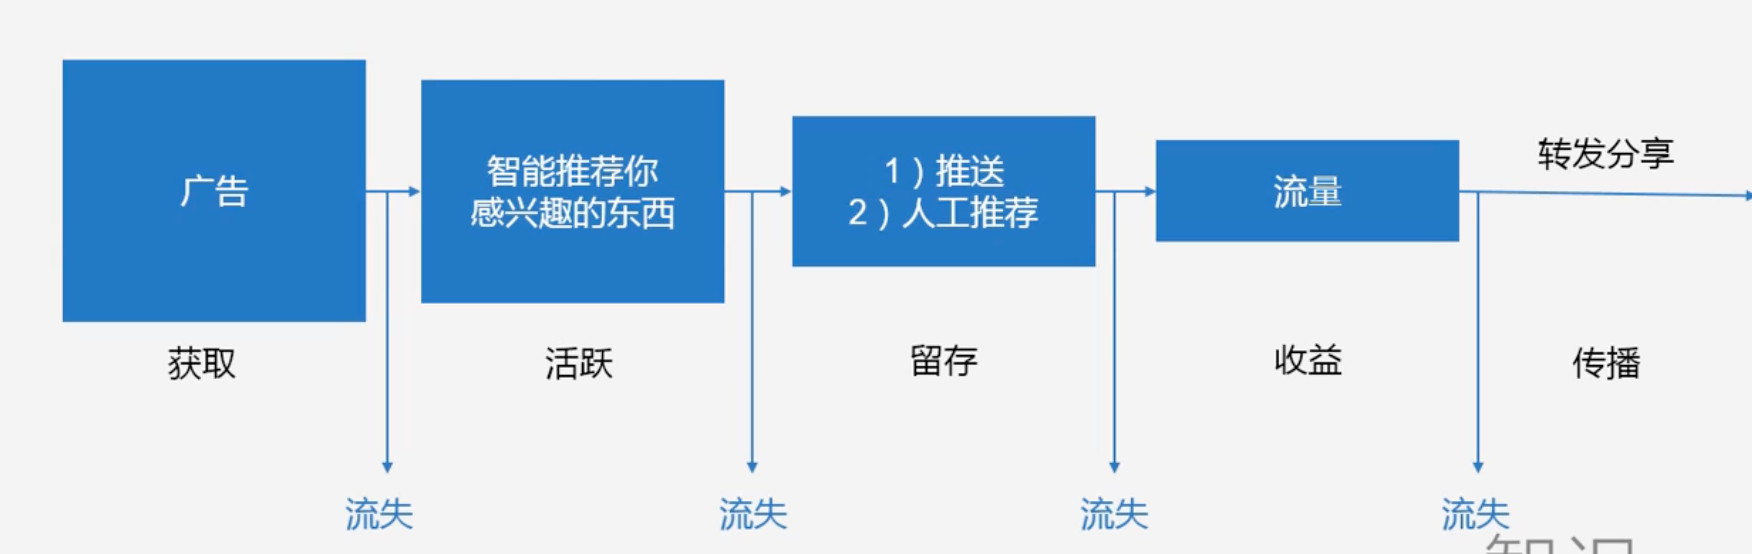 广告
智能推荐你
感兴趣的东西
1）推送
2）人工推荐
流量
转发分享
获取
活跃
留存
收益
传播
流失
流失
流失
流失